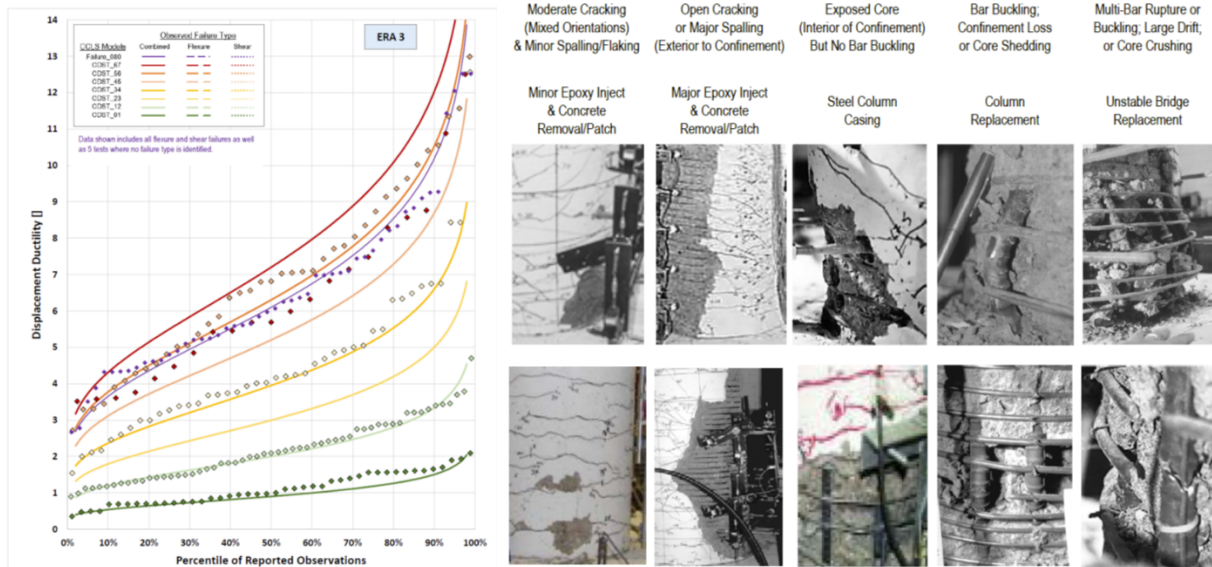 ERA 3
Observed Failure Type
CCLS Models Combined Flexure Shear
Failure_080
CDST_67
CDST_56
CDST_45
CDST_34
CDST_23
CDST_12
CDST_01
Data shown includes all flexure and shear failures as well
as 5 tests where no failure type is identified.
Displacement Ductility []
14
13
12
11
10
9
8
7
6
5
4
3
2
1
0
0% 10% 20% 30% 40% 50% 60% 70% 80% 90% 100%
Percentile of Reported Observations
Moderate Cracking
(Mixed Orientations)
& Minor Spalling/Flaking
Minor Epoxy Inject
& Concrete
Removal/Patch
Open Cracking
or Major Spalling
(Exterior to Confinement)
Major Epoxy Inject
& Concrete
Removal/Patch
Exposed Core
(Interior of Confinement)
But No Bar Buckling
Steel Column
Casing
Bar Buckling;
Confinement Loss
or Core Shedding
Column
Replacement
Multi-Bar Rupture or
Buckling; Large Drift;
or Core Crushing
Unstable Bridge
Replacement